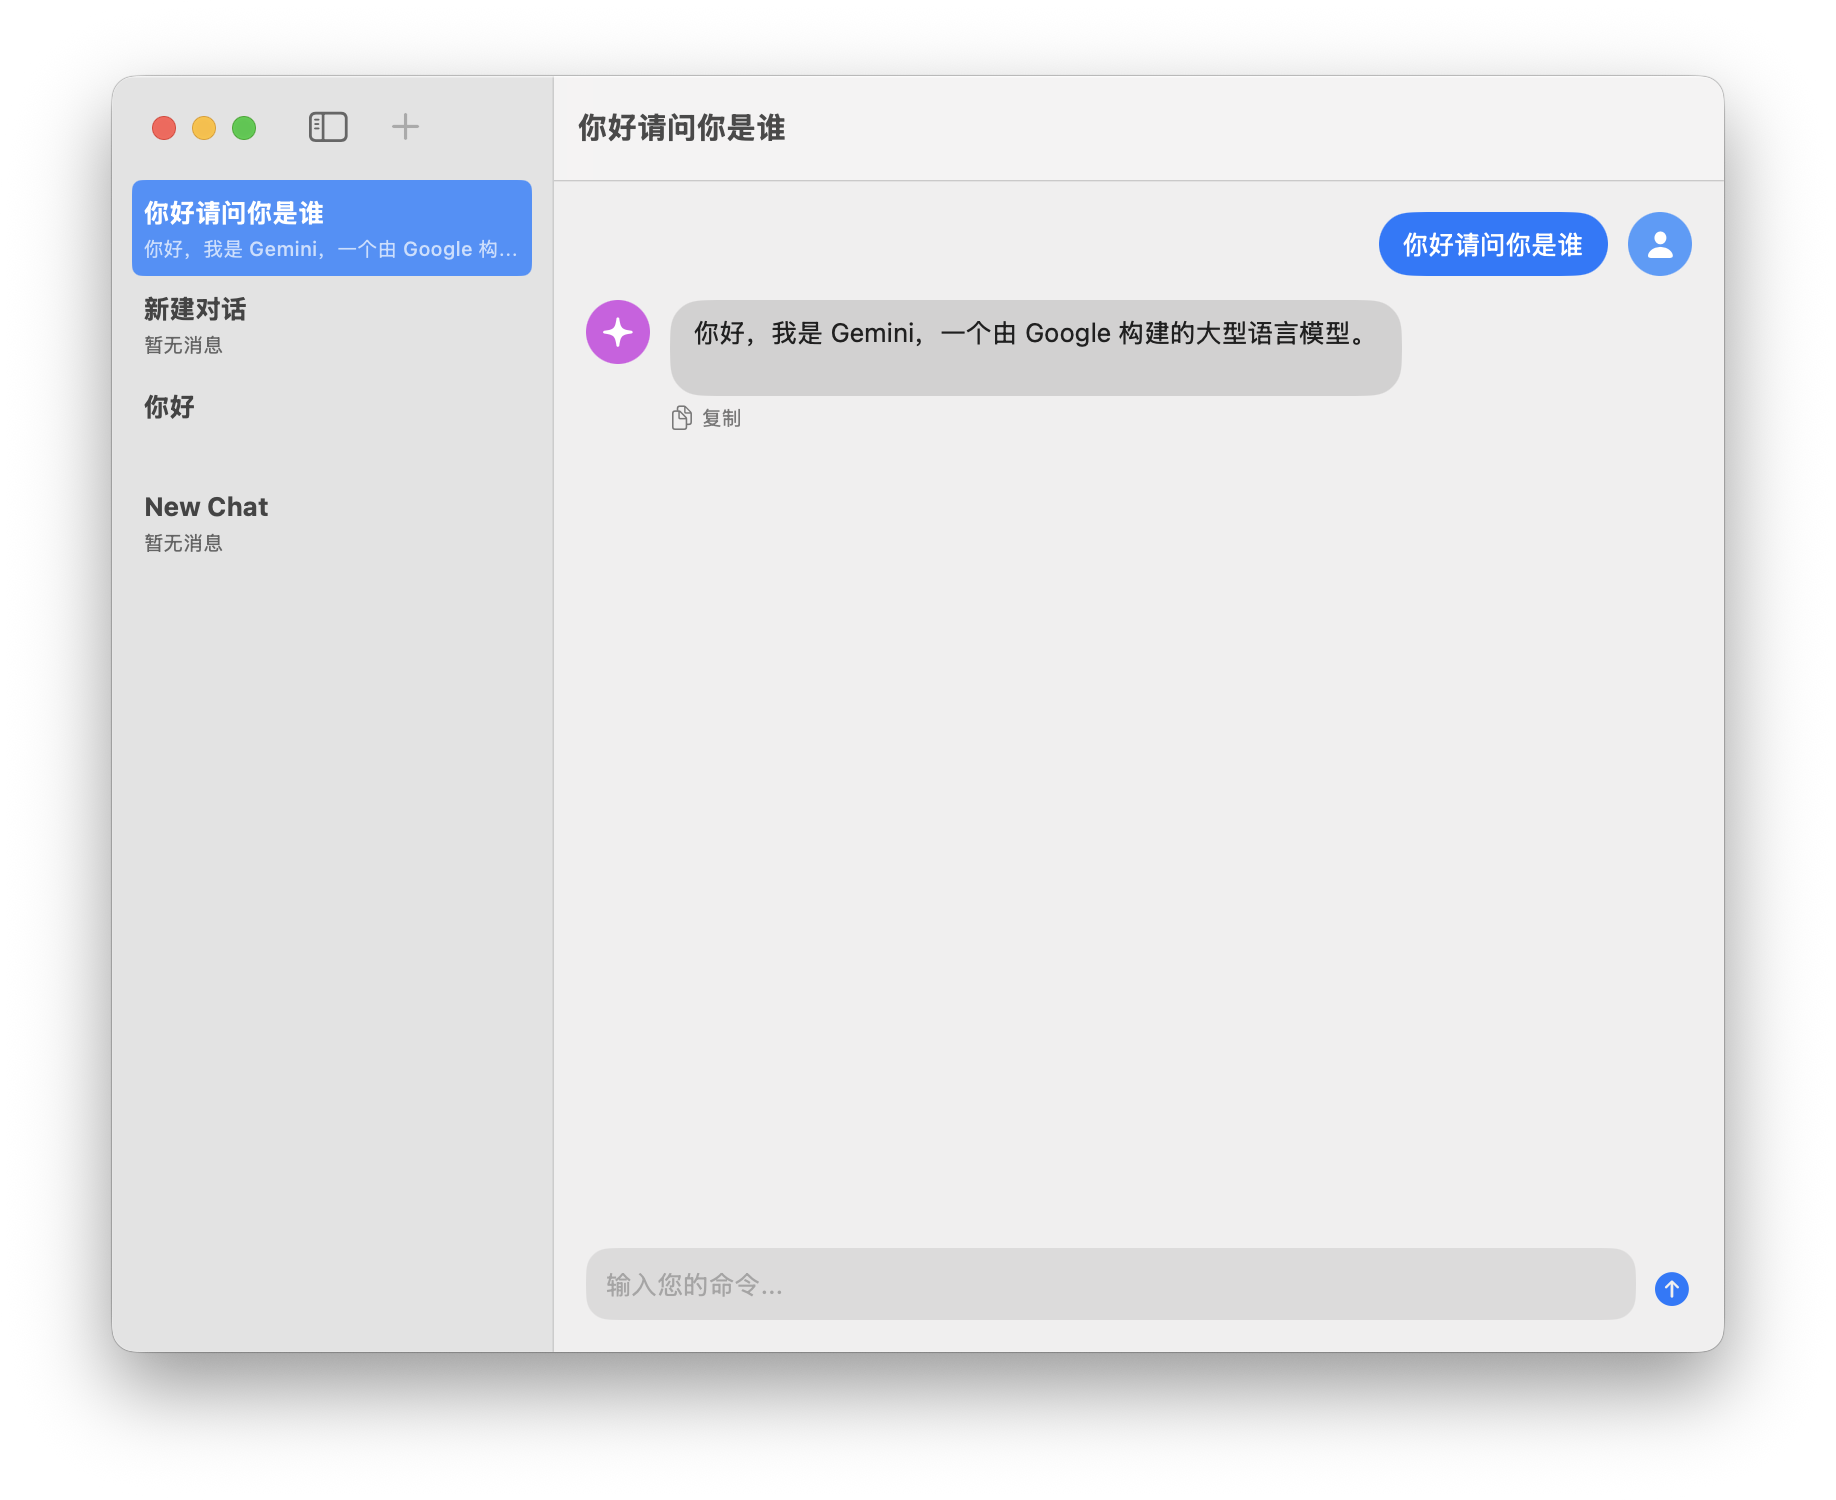 你好请问你是谁
你好请问你是谁
你好，我是 Gemini，一个由 Google 构...
新建对话
暂无消息
你好
New Chat
暂无消息
你好请问你是谁
你好，我是 Gemini，一个由 Google 构建的大型语言模型。
复制
输入您的命令...